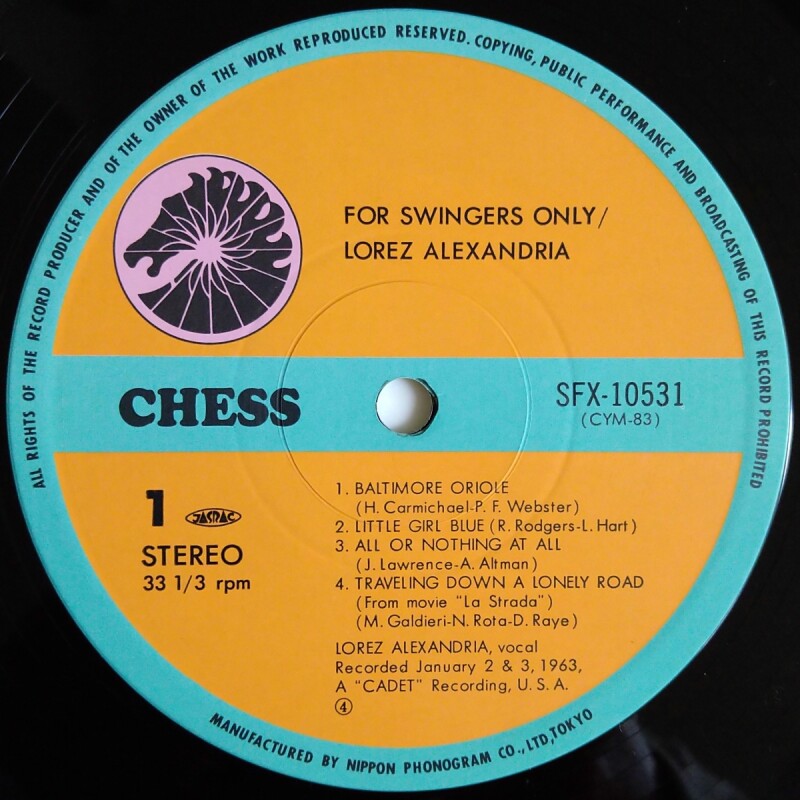 ALL RIGHTS OF THE RECORD PRODUCER AND OF THE OWNER OF THE WORK REPRODUCED RESERVED. COPYING, PUBLIC PERFORMANCE AND BROADCASTING OF THIS RECORD PROHIBITED
FOR SWINGERS ONLY/
LOREZ ALEXANDRIA
CHESS
SFX-10531
(CYM-83)
1
JASRAC
STEREO
33 1/3 rpm
1. BALTIMORE ORIOLE
(H. Carmichael-P. F. Webster)
2. LITTLE GIRL BLUE (R. Rodgers-L. Hart)
3. ALL OR NOTHING AT ALL
(J. Lawrence-A. Altman)
4. TRAVELING DOWN A LONELY ROAD
(From movie "La Strada")
(M. Galdieri-N. Rota-D. Raye)
LOREZ ALEXANDRIA, vocal
Recorded January 2 & 3, 1963,
A "CADET" Recording, U. S. A.
④
MANUFACTURED BY NIPPON PHONOGRAM CO., LTD, TOKYO